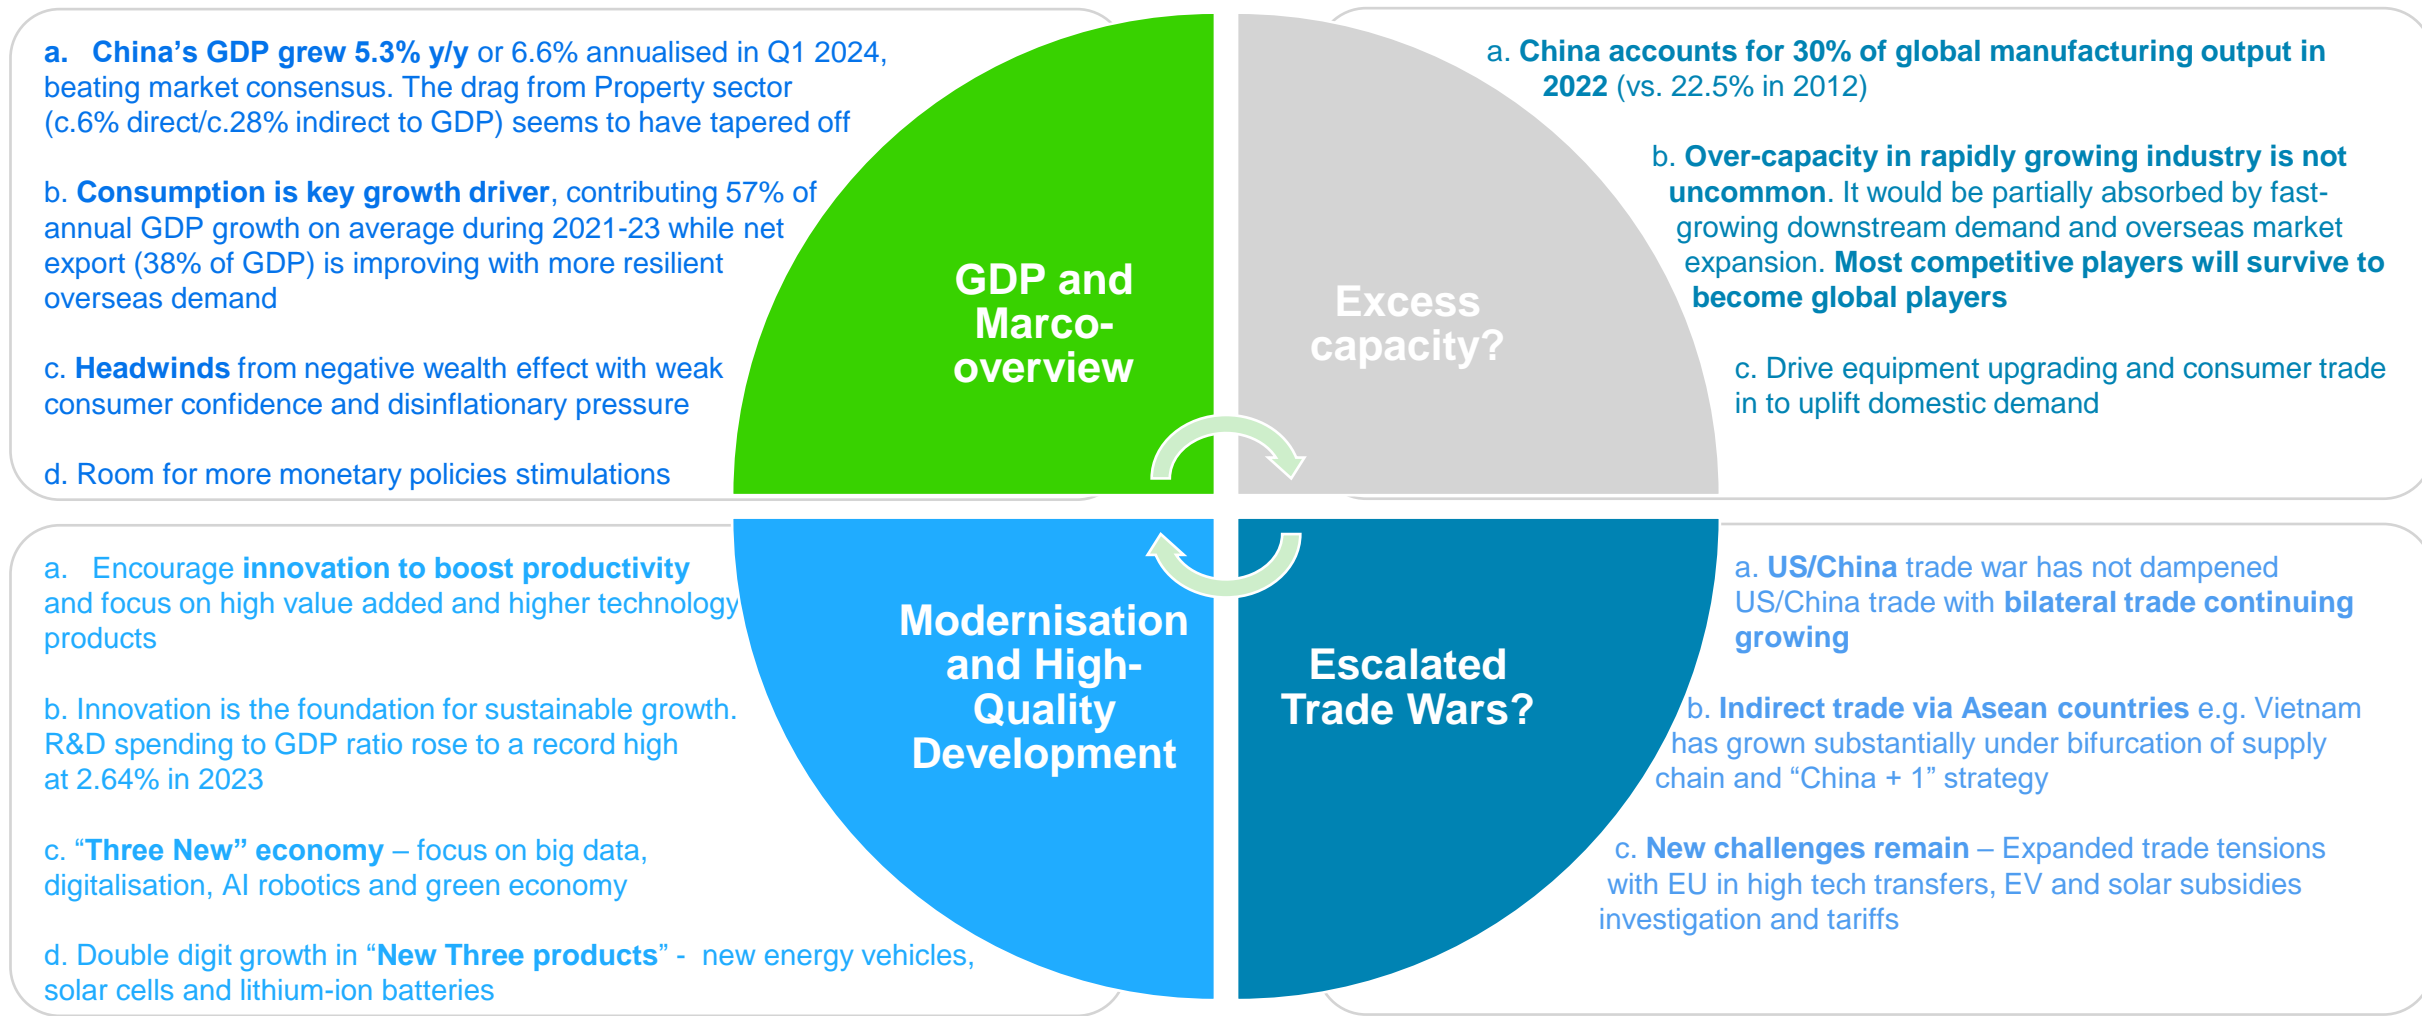 a. China’s GDP grew 5.3% y/y or 6.6% annualised in Q1 2024,
beating market consensus. The drag from Property sector
(c.6% direct/c.28% indirect to GDP) seems to have tapered off
b. Consumption is key growth driver, contributing 57% of
annual GDP growth on average during 2021-23 while net
export (38% of GDP) is improving with more resilient
overseas demand
c. Headwinds from negative wealth effect with weak
consumer confidence and disinflationary pressure
d. Room for more monetary policies stimulations
GDP and
Marco-
overview
Excess
capacity?
a. China accounts for 30% of global manufacturing output in
2022 (vs. 22.5% in 2012)
b. Over-capacity in rapidly growing industry is not
uncommon. It would be partially absorbed by fast-
growing downstream demand and overseas market
expansion. Most competitive players will survive to
become global players
c. Drive equipment upgrading and consumer trade
in to uplift domestic demand
a. Encourage innovation to boost productivity
and focus on high value added and higher technology
products
b. Innovation is the foundation for sustainable growth.
R&D spending to GDP ratio rose to a record high
at 2.64% in 2023
c. “Three New” economy – focus on big data,
digitalisation, AI robotics and green economy
d. Double digit growth in “New Three products” - new energy vehicles,
solar cells and lithium-ion batteries
Modernisation
and High-
Quality
Development
Escalated
Trade Wars?
a. US/China trade war has not dampened
US/China trade with bilateral trade continuing
growing
b. Indirect trade via Asean countries e.g. Vietnam
has grown substantially under bifurcation of supply
chain and “China + 1” strategy
c. New challenges remain – Expanded trade tensions
with EU in high tech transfers, EV and solar subsidies
investigation and tariffs